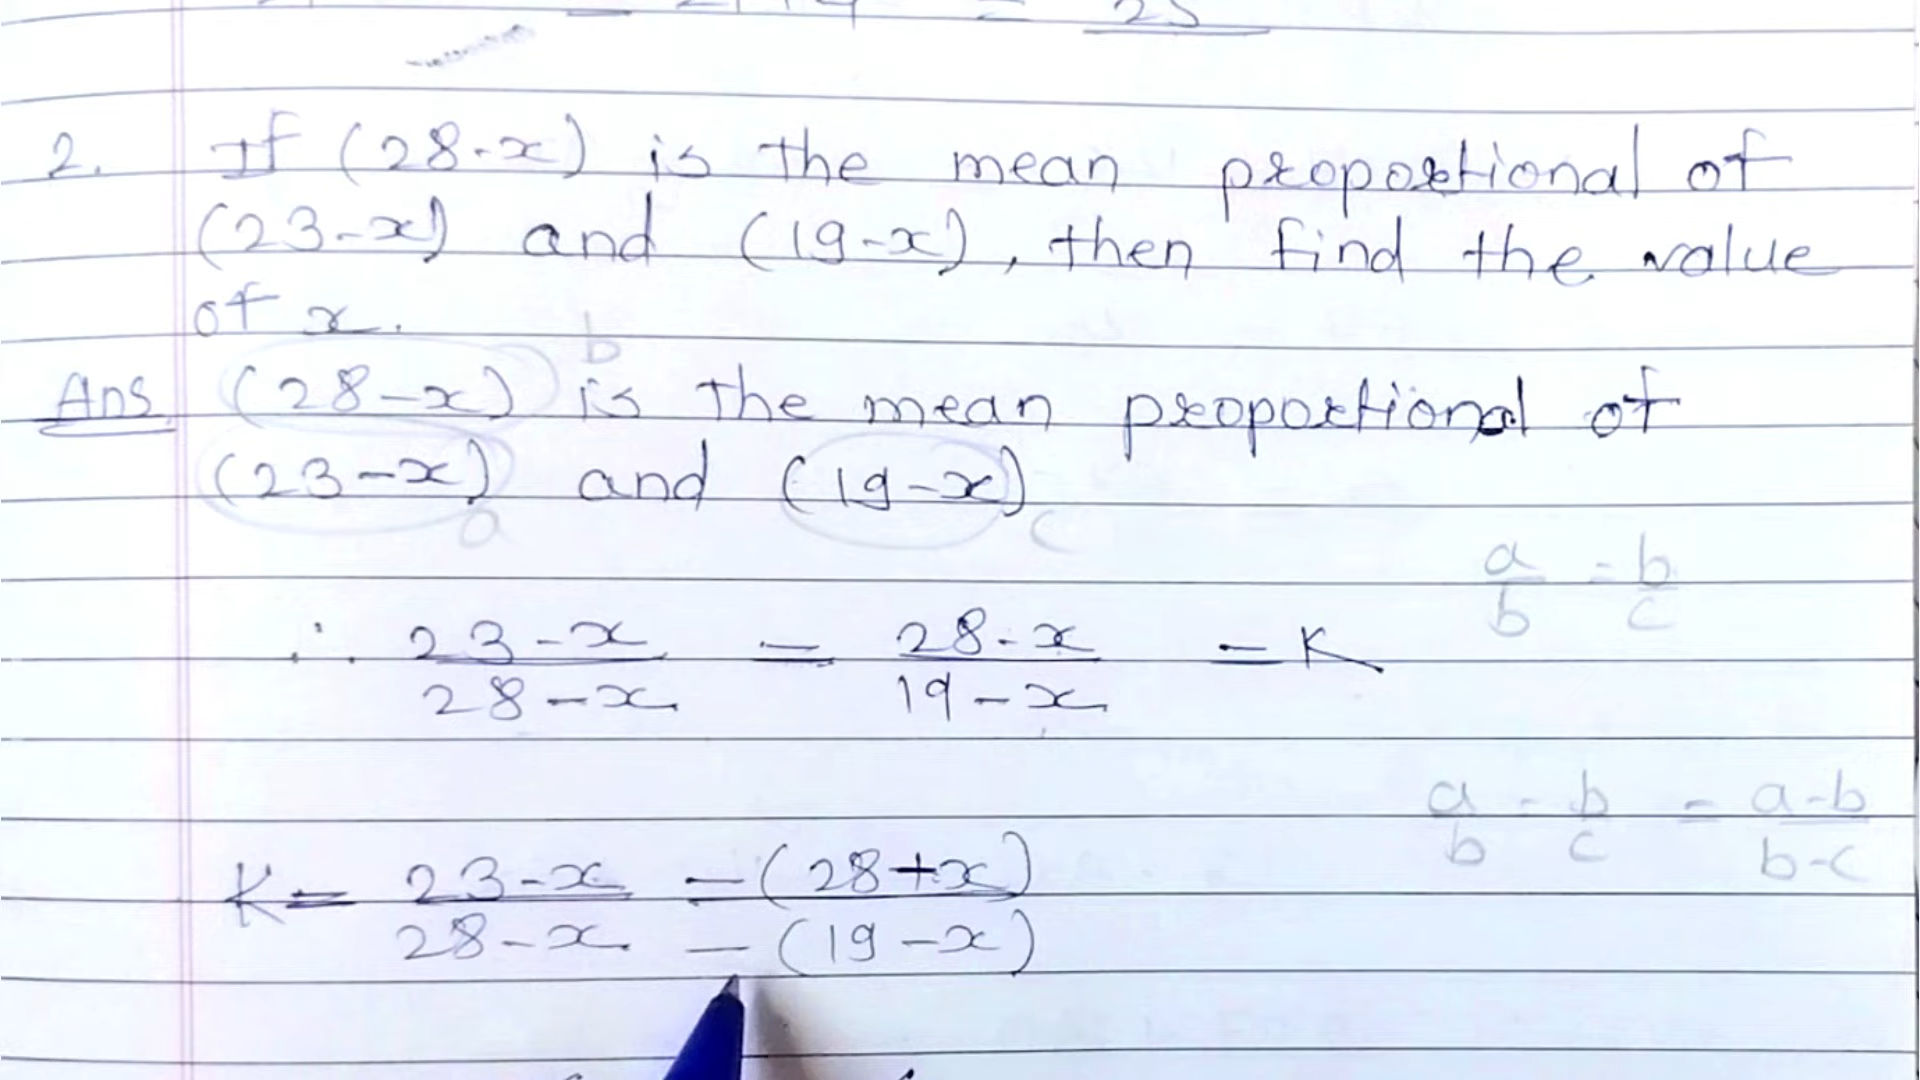 = 25
2. If (28-x) is the mean proportional of
(23-x) and (19-x), then find the value
of x.
b
Ans (28-x) is the mean proportional of
(23-x) and (19-x)
a c
a/b = b/c
∴ 23-x/28-x = 28-x/19-x = K
a/b = b/c = a-b/b-c
K = 23-x-(28+x)/28-x-(19-x)